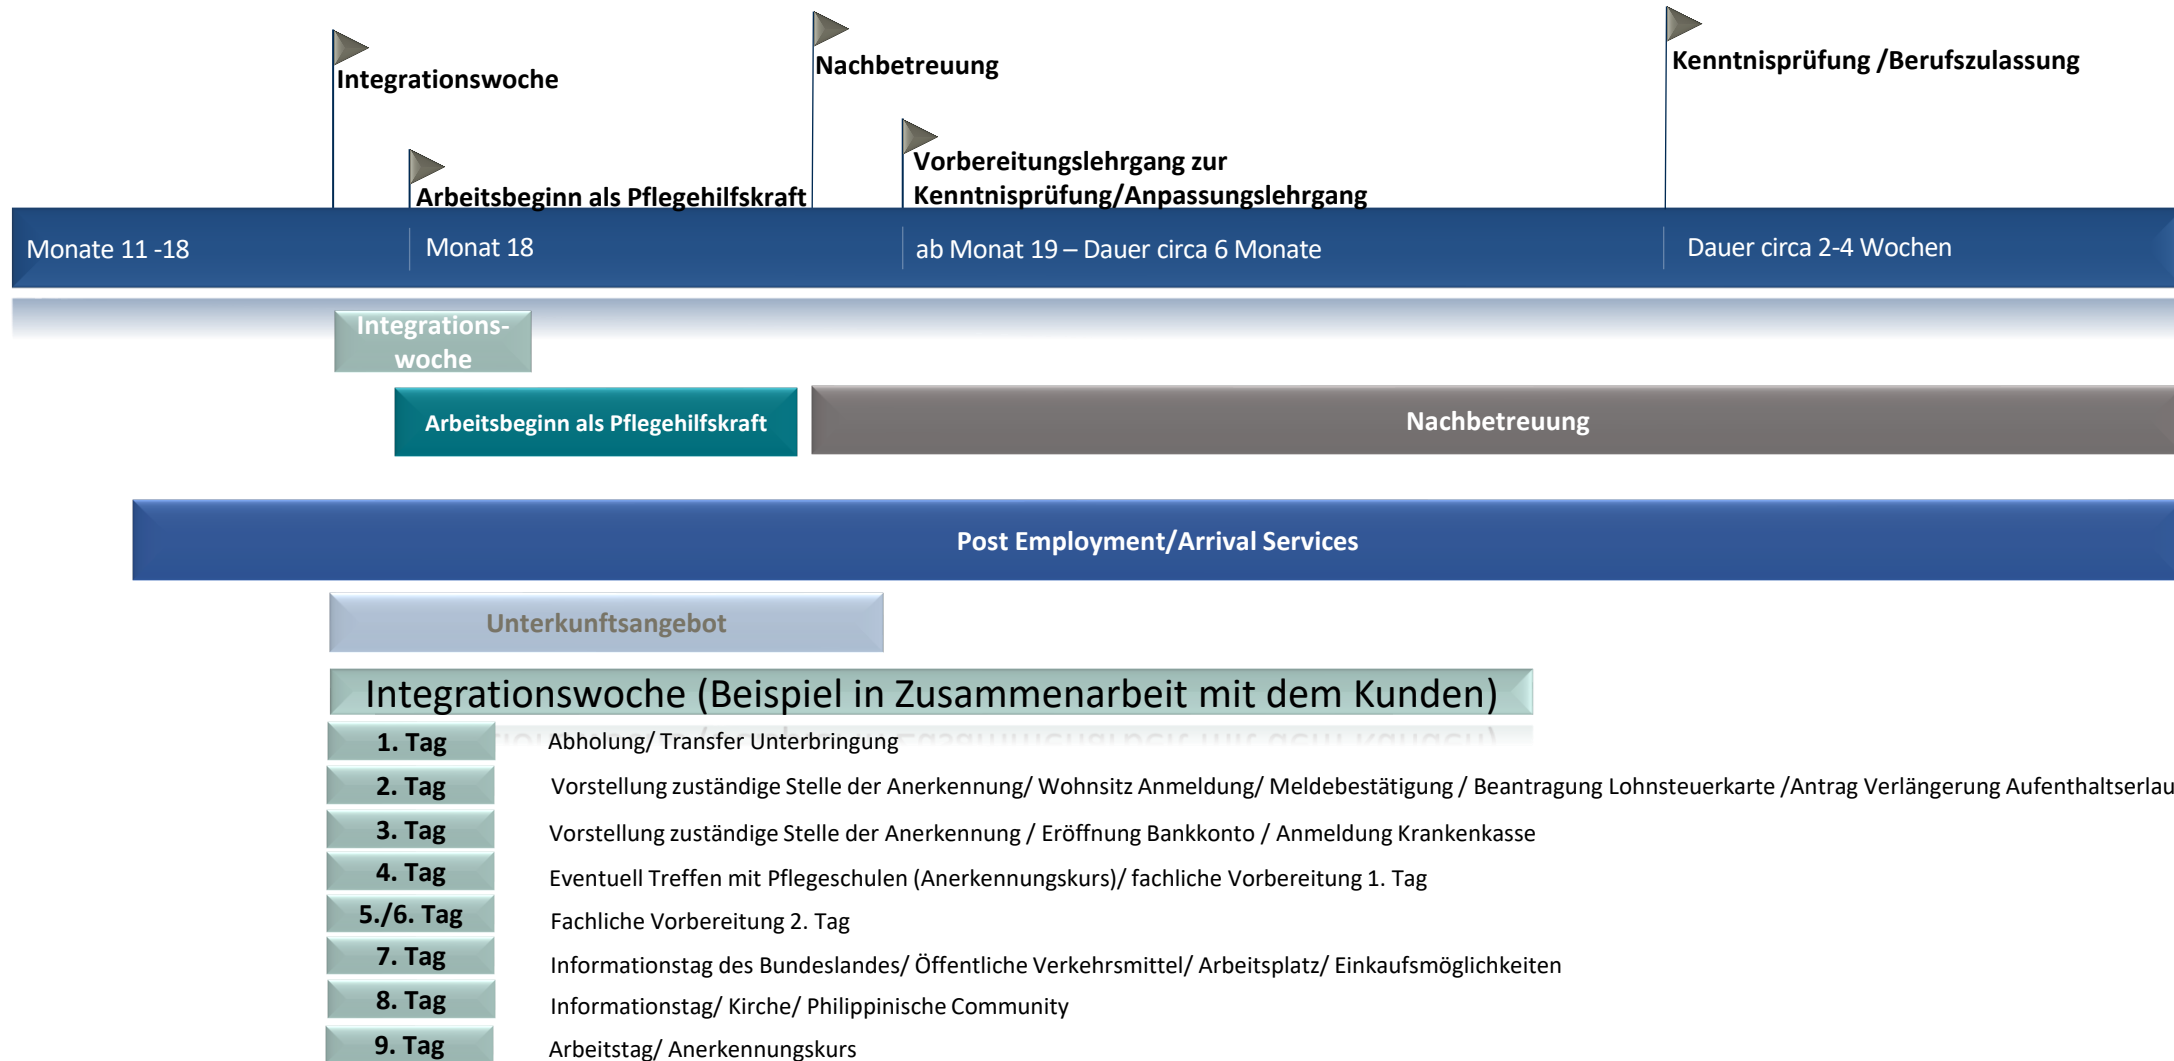 Integrationswoche
Nachbetreuung
Kenntnisprüfung /Berufszulassung
Arbeitsbeginn als Pflegehilfskraft
Vorbereitungslehrgang zur
Kenntnisprüfung/Anpassungslehrgang
Monate 11 -18
Monat 18
ab Monat 19 – Dauer circa 6 Monate
Dauer circa 2-4 Wochen
Integrations-
woche
Arbeitsbeginn als Pflegehilfskraft
Nachbetreuung
Post Employment/Arrival Services
Unterkunftsangebot
Integrationswoche (Beispiel in Zusammenarbeit mit dem Kunden)
1. Tag Abholung/ Transfer Unterbringung
2. Tag Vorstellung zuständige Stelle der Anerkennung/ Wohnsitz Anmeldung/ Meldebestätigung / Beantragung Lohnsteuerkarte /Antrag Verlängerung Aufenthaltserlau
3. Tag Vorstellung zuständige Stelle der Anerkennung / Eröffnung Bankkonto / Anmeldung Krankenkasse
4. Tag Eventuell Treffen mit Pflegeschulen (Anerkennungskurs)/ fachliche Vorbereitung 1. Tag
5./6. Tag Fachliche Vorbereitung 2. Tag
7. Tag Informationstag des Bundeslandes/ Öffentliche Verkehrsmittel/ Arbeitsplatz/ Einkaufsmöglichkeiten
8. Tag Informationstag/ Kirche/ Philippinische Community
9. Tag Arbeitstag/ Anerkennungskurs